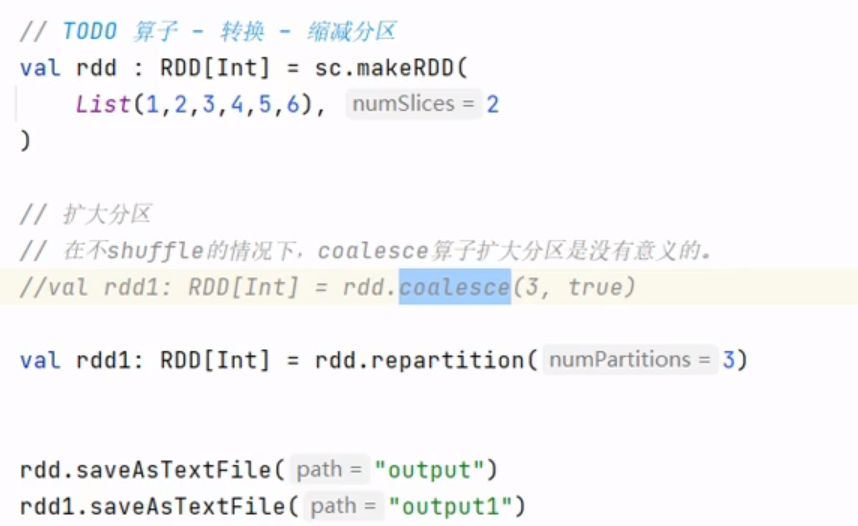 // TODO 算子 - 转换 - 缩减分区
val rdd : RDD[Int] = sc.makeRDD(
List(1,2,3,4,5,6), numSlices = 2
)
// 扩大分区
// 在不shuffle的情况下，coalesce算子扩大分区是没有意义的。
//val rdd1: RDD[Int] = rdd.coalesce(3, true)
val rdd1: RDD[Int] = rdd.repartition( numPartitions = 3)
rdd.saveAsTextFile( path = "output")
rdd1.saveAsTextFile( path = "output1")